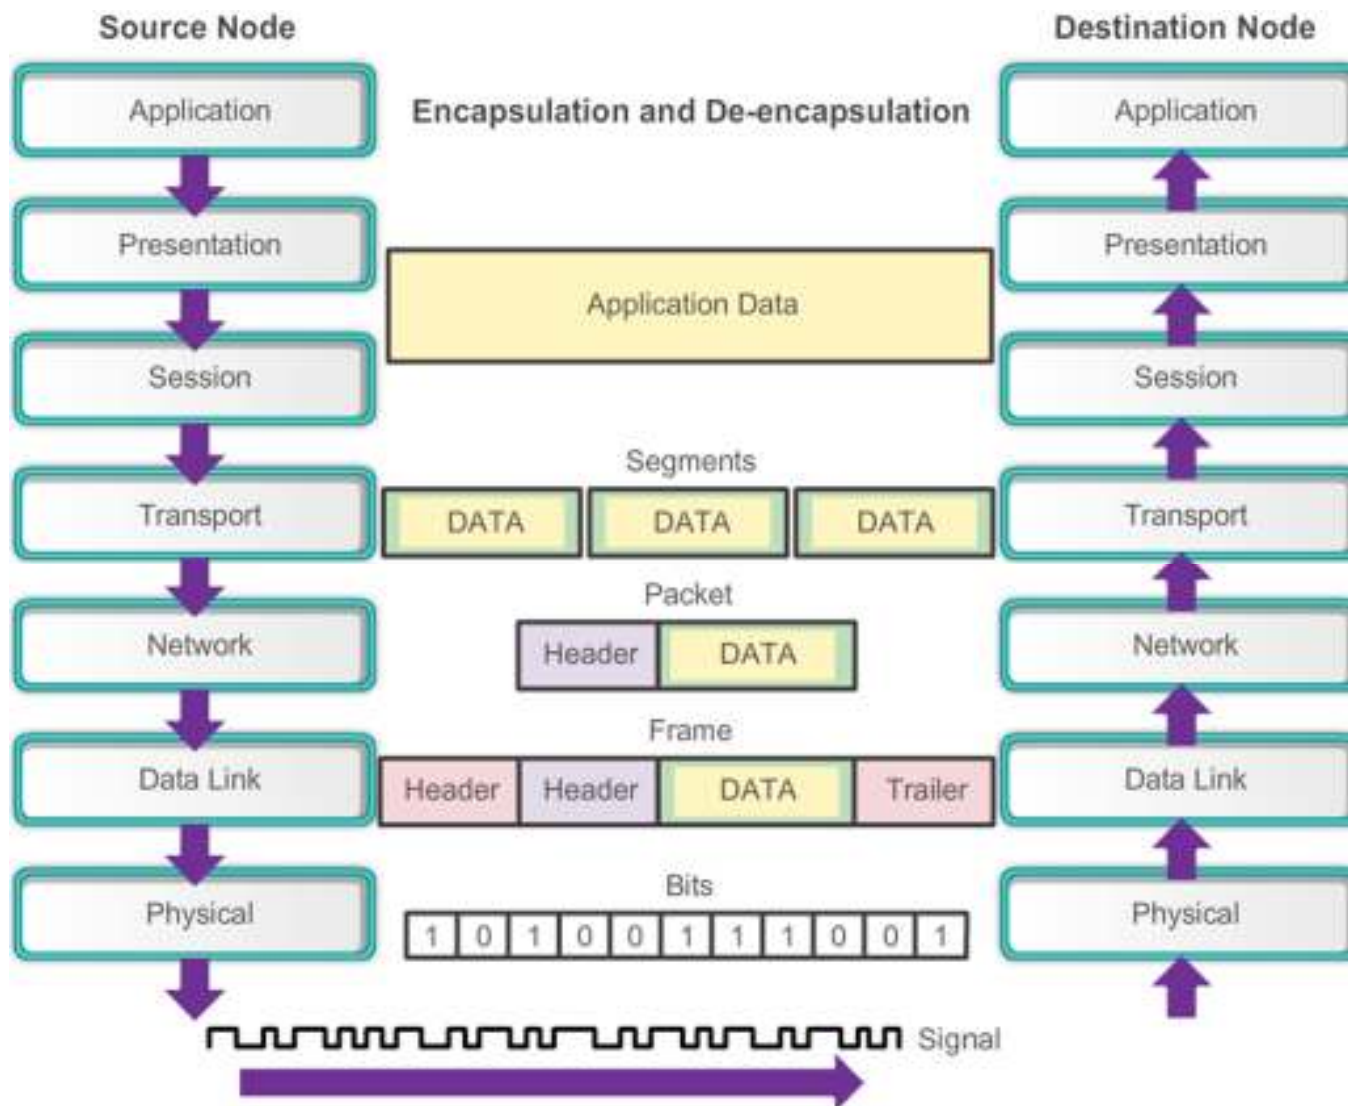 Source Node
Destination Node
Encapsulation and De-encapsulation
Application
Application
Presentation
Application Data
Presentation
Session
Session
Segments
Transport
DATA
DATA
DATA
Transport
Packet
Network
Header
DATA
Network
Frame
Data Link
Header
Header
DATA
Trailer
Data Link
Bits
Physical
1 0 1 0 0 1 1 1 0 0 1
Physical
Signal